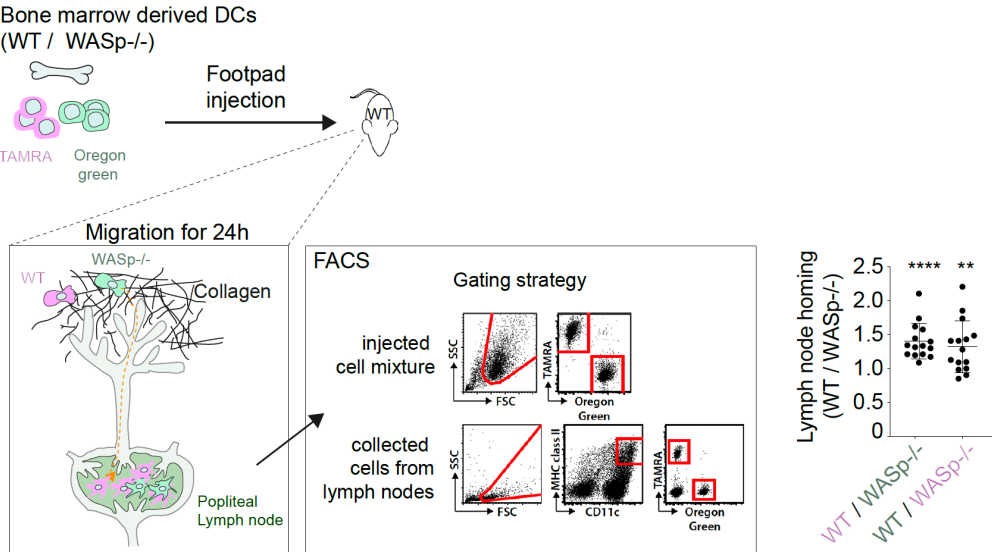 Bone marrow derived DCs
(WT / WASp-/-)
Footpad
injection
WT
TAMRA
Oregon
green
Migration for 24h
WASp-/-
WT
Collagen
Popliteal
Lymph node
FACS
Gating strategy
injected
cell mixture
SSC
FSC
TAMRA
Oregon
Green
collected
cells from
lymph nodes
SSC
FSC
MHC class II
CD11c
TAMRA
Oregon
Green
Lymph node homing
(WT / WASp-/-)
2.5
2.0
1.5
1.0
0.5
0
****
**
WT / WASp-/-
WT / WASp-/-